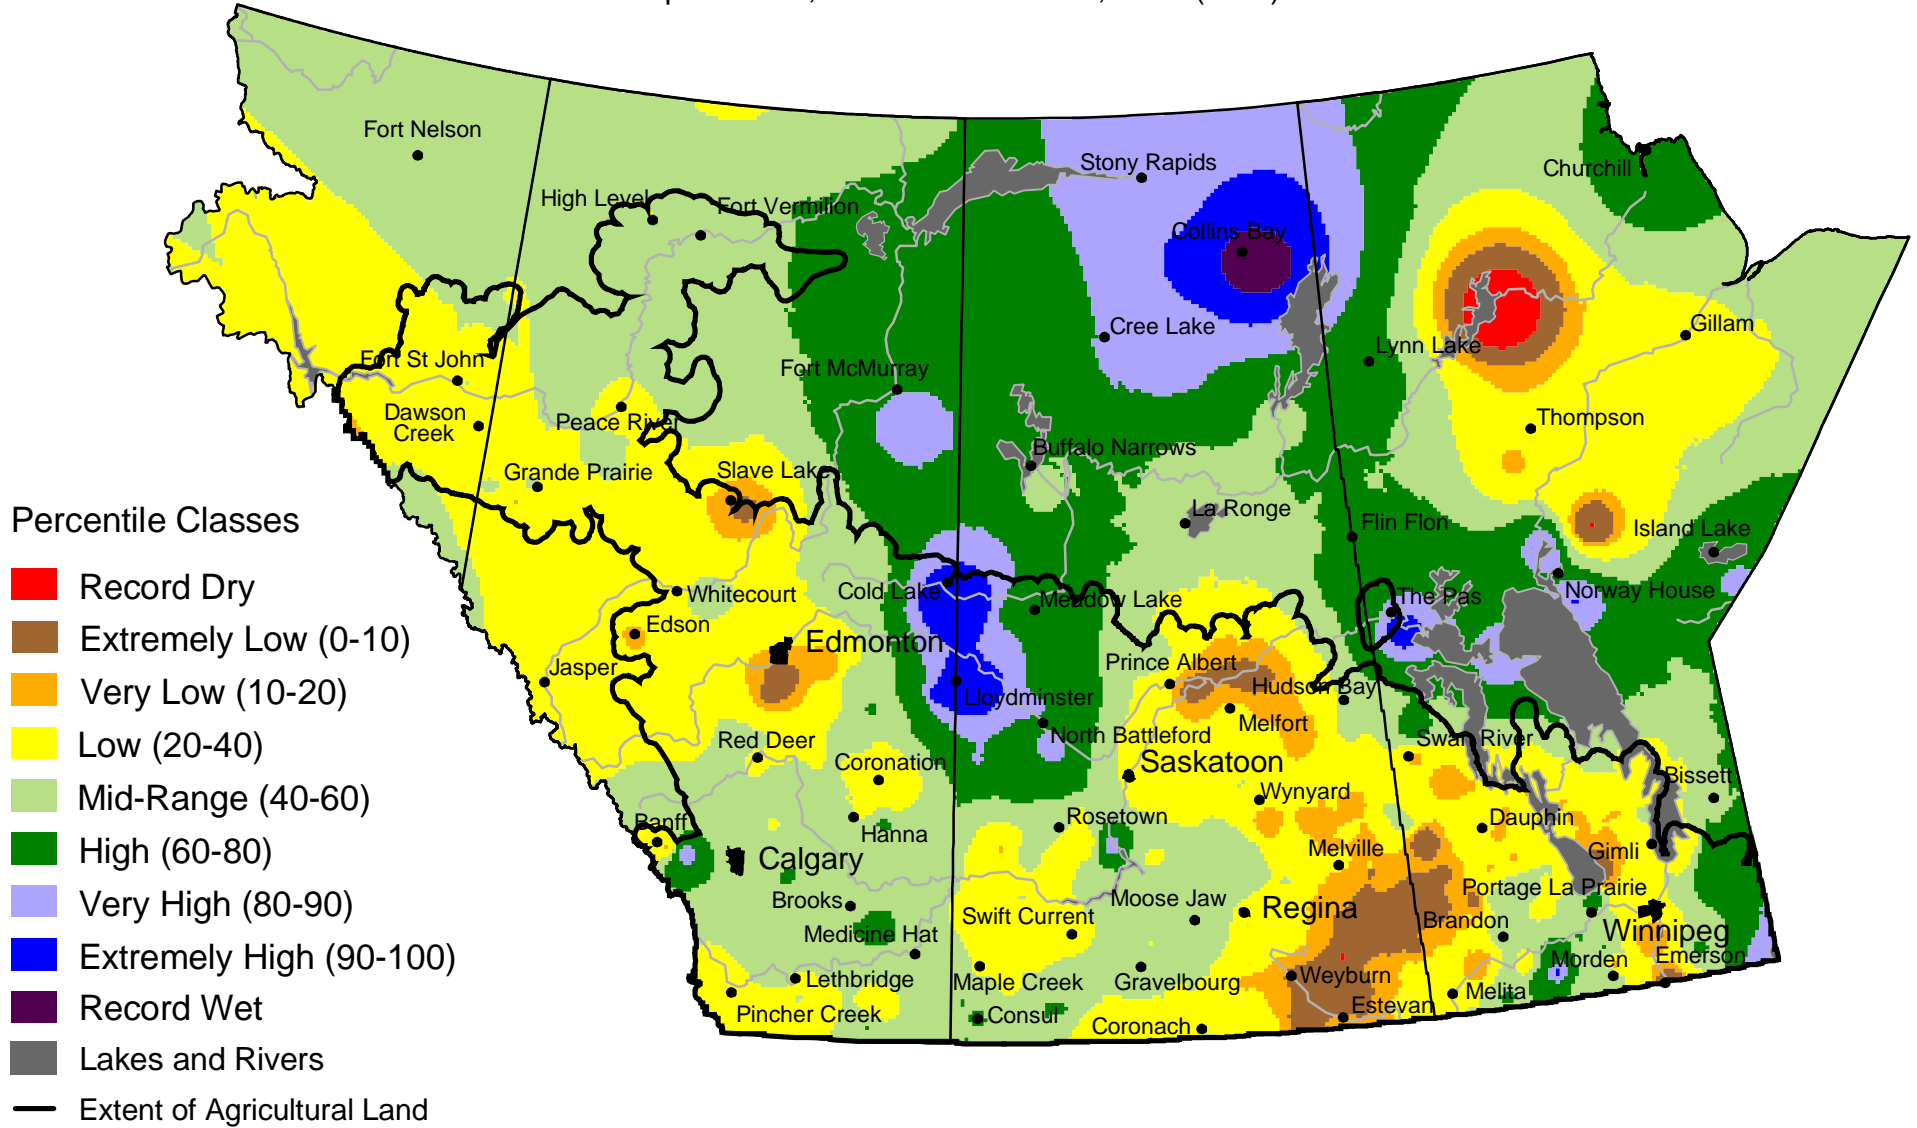 Fort Nelson
High Level
Fort Vermilion
Stony Rapids
Churchill
Collins Bay
Cree Lake
Gillam
Lynn Lake
Fort St John
Fort McMurray
Dawson
Creek
Peace River
Thompson
Buffalo Narrows
Grande Prairie
Slave Lake
La Ronge
Flin Flon
Island Lake
Whitecourt
Cold Lake
Meadow Lake
The Pas
Norway House
Edson
Edmonton
Jasper
Prince Albert
Hudson Bay
Lloydminster
Melfort
North Battleford
Red Deer
Swan River
Coronation
Saskatoon
Bissett
Wynyard
Banff
Hanna
Rosetown
Dauphin
Calgary
Melville
Gimli
Brooks
Moose Jaw
Portage La Prairie
Swift Current
Regina
Brandon
Winnipeg
Medicine Hat
Morden
Emerson
Lethbridge
Maple Creek
Gravelbourg
Weyburn
Melita
Pincher Creek
Consul
Coronach
Estevan
Percentile Classes
Record Dry
Extremely Low (0-10)
Very Low (10-20)
Low (20-40)
Mid-Range (40-60)
High (60-80)
Very High (80-90)
Extremely High (90-100)
Record Wet
Lakes and Rivers
Extent of Agricultural Land